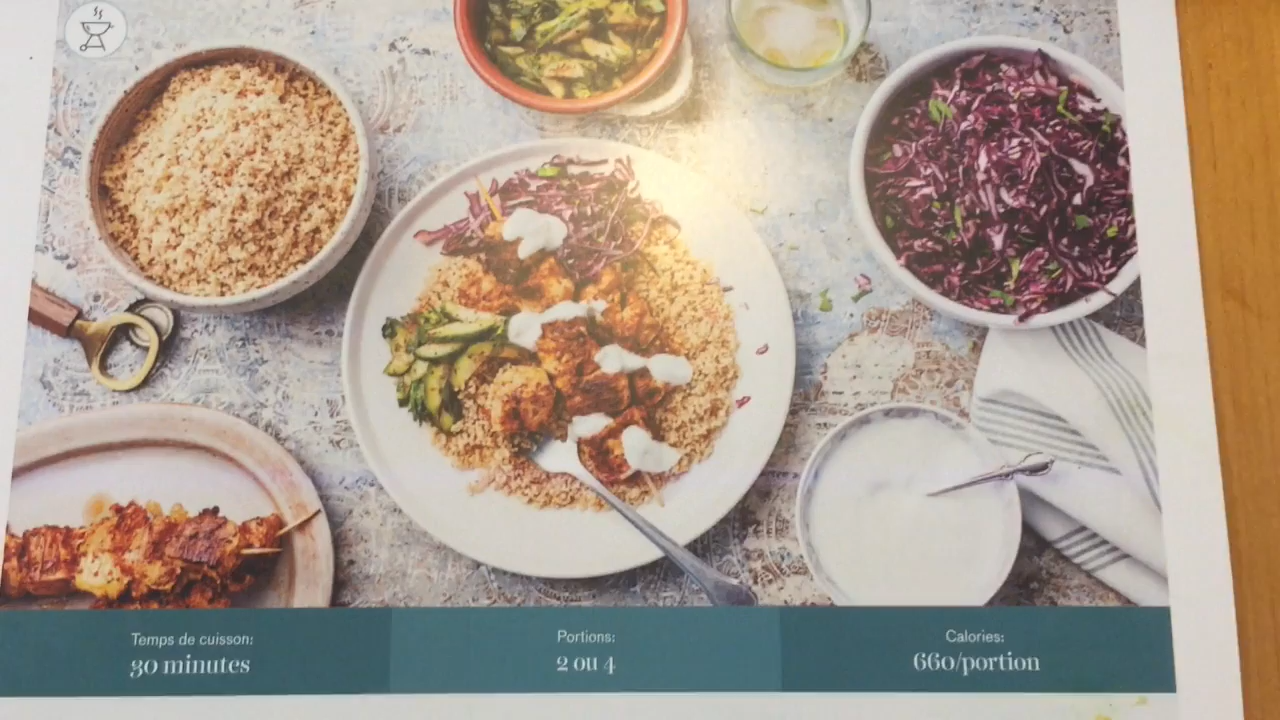 Temps de cuisson:
30 minutes
Portions:
2 ou 4
Calories:
660/portion